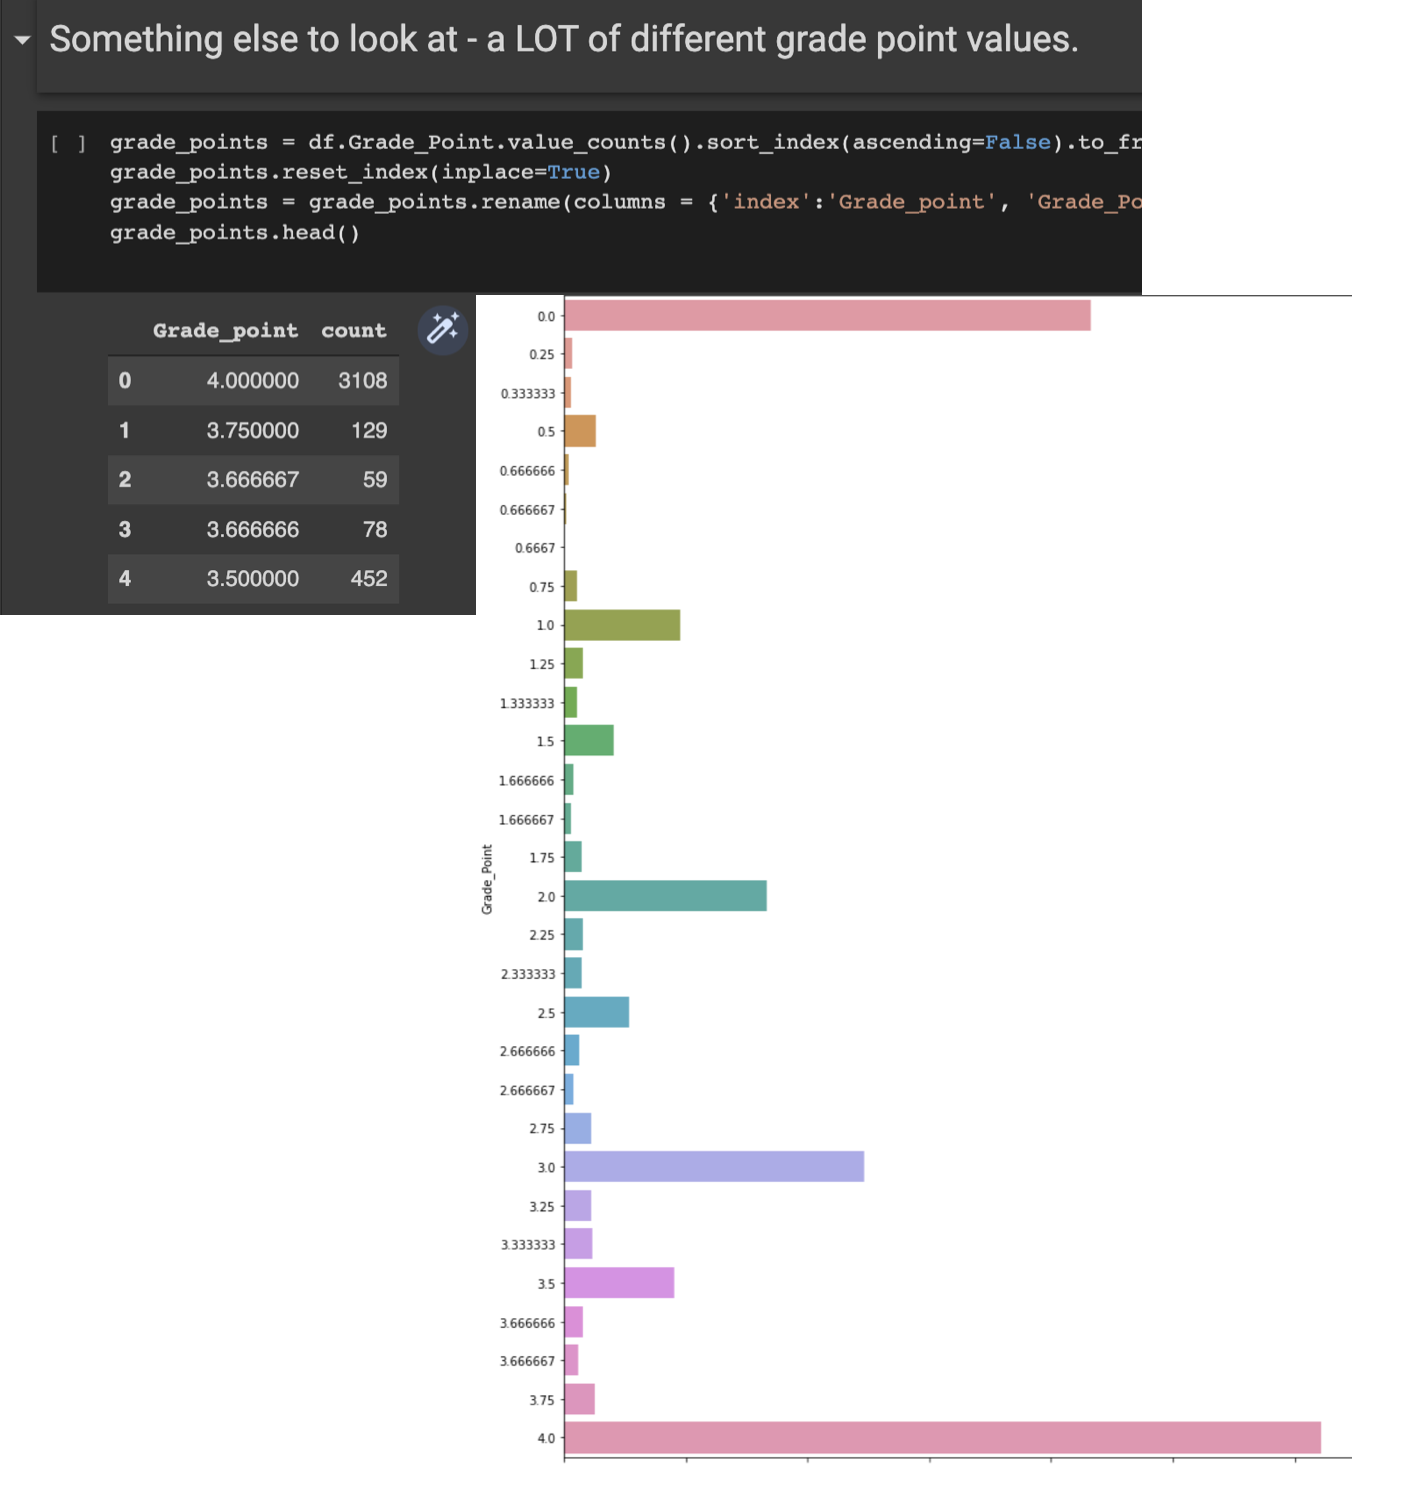 Something else to look at - a LOT of different grade point values.
[ ] grade_points = df.Grade_Point.value_counts().sort_index(ascending=False).to_fr
grade_points.reset_index(inplace=True)
grade_points = grade_points.rename(columns = {'index':'Grade_point', 'Grade_Po
grade_points.head()
Grade_point count
0 4.000000 3108
1 3.750000 129
2 3.666667 59
3 3.666666 78
4 3.500000 452
0.0
0.25
0.333333
0.5
0.666666
0.666667
0.6667
0.75
1.0
1.25
1.333333
1.5
1.666666
1.666667
1.75
Grade_Point
2.0
2.25
2.333333
2.5
2.666666
2.666667
2.75
3.0
3.25
3.333333
3.5
3.666666
3.666667
3.75
4.0